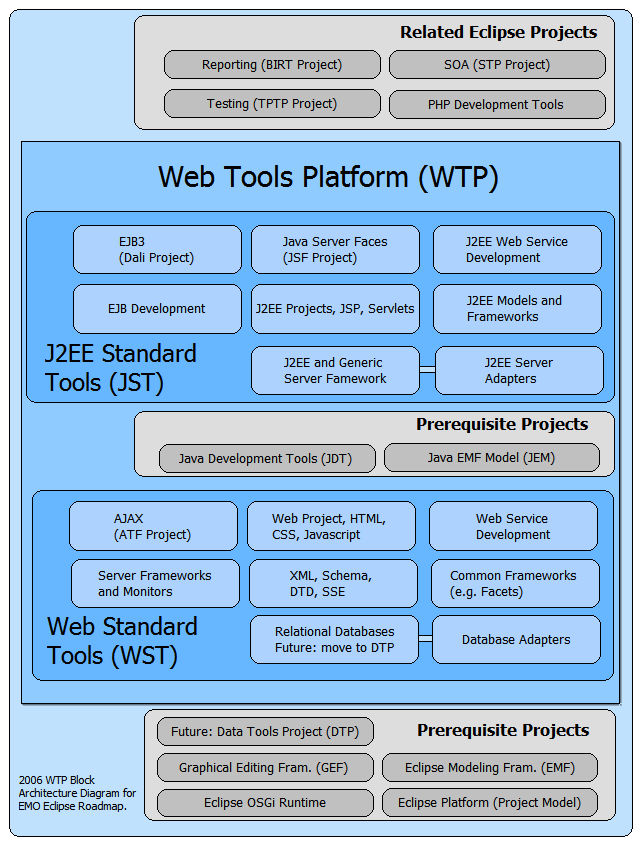 Related Eclipse Projects
Reporting (BIRT Project)
SOA (STP Project)
Testing (TPTP Project)
PHP Development Tools
Web Tools Platform (WTP)
EJB3
(Dali Project)
Java Server Faces
(JSF Project)
J2EE Web Service
Development
EJB Development
J2EE Projects, JSP, Servlets
J2EE Models and
Frameworks
J2EE Standard
Tools (JST)
J2EE and Generic
Server Famework
J2EE Server
Adapters
Prerequisite Projects
Java Development Tools (JDT)
Java EMF Model (JEM)
AJAX
(ATF Project)
Web Project, HTML,
CSS, Javascript
Web Service
Development
Server Frameworks
and Monitors
XML, Schema,
DTD, SSE
Common Frameworks
(e.g. Facets)
Web Standard
Tools (WST)
Relational Databases
Future: move to DTP
Database Adapters
Future: Data Tools Project (DTP)
Prerequisite Projects
Graphical Editing Fram. (GEF)
Eclipse Modeling Fram. (EMF)
Eclipse OSGi Runtime
Eclipse Platform (Project Model)
2006 WTP Block
Architecture Diagram for
EMO Eclipse Roadmap.